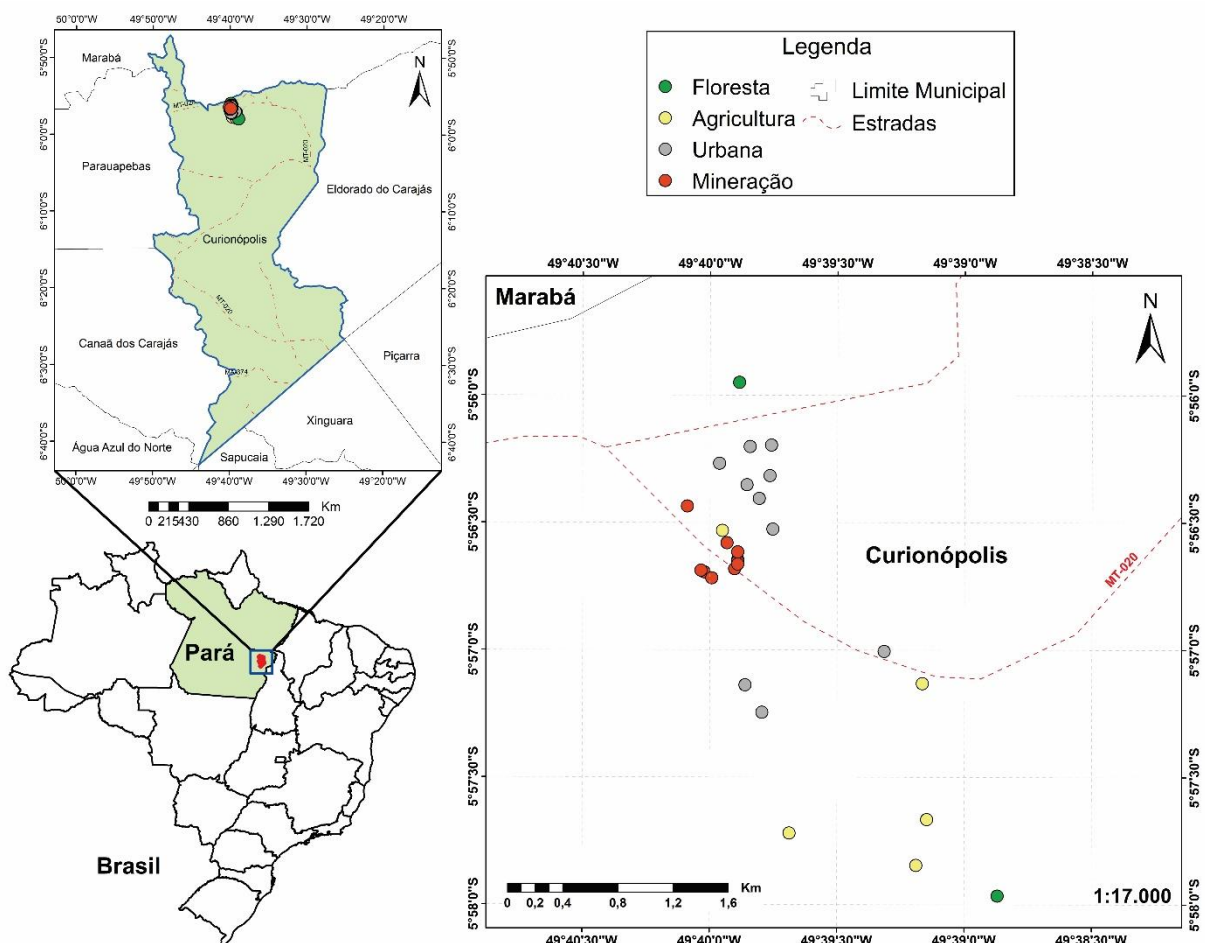 50°0'0"W 49°50'0"W 49°40'0"W 49°30'0"W 49°20'0"W
5°50'0"S
6°0'0"S
6°10'0"S
6°20'0"S
6°30'0"S
6°40'0"S
5°50'0"S
6°0'0"S
6°10'0"S
6°20'0"S
6°30'0"S
6°40'0"S
Marabá
N
MT-020
MT-020
Parauapebas
Eldorado do Carajás
Curionópolis
MT-020
Canaã dos Carajás
Piçarra
Xinguara
Água Azul do Norte
Sapucaia
50°0'0"W 49°50'0"W 49°40'0"W 49°30'0"W 49°20'0"W
Km
0 215430 860 1.290 1.720
Pará
Brasil
Legenda
Floresta
Agricultura
Urbana
Mineração
Limite Municipal
Estradas
49°40'30"W 49°40'0"W 49°39'30"W 49°39'0"W 49°38'30"W
Marabá
N
5°56'0"S
5°56'30"S
5°57'0"S
5°57'30"S
5°58'0"S
5°56'0"S
5°56'30"S
5°57'0"S
5°57'30"S
5°58'0"S
Curionópolis
MT-020
Km
0 0,2 0,4 0,8 1,2 1,6
1:17.000
49°40'30"W 49°40'0"W 49°39'30"W 49°39'0"W 49°38'30"W